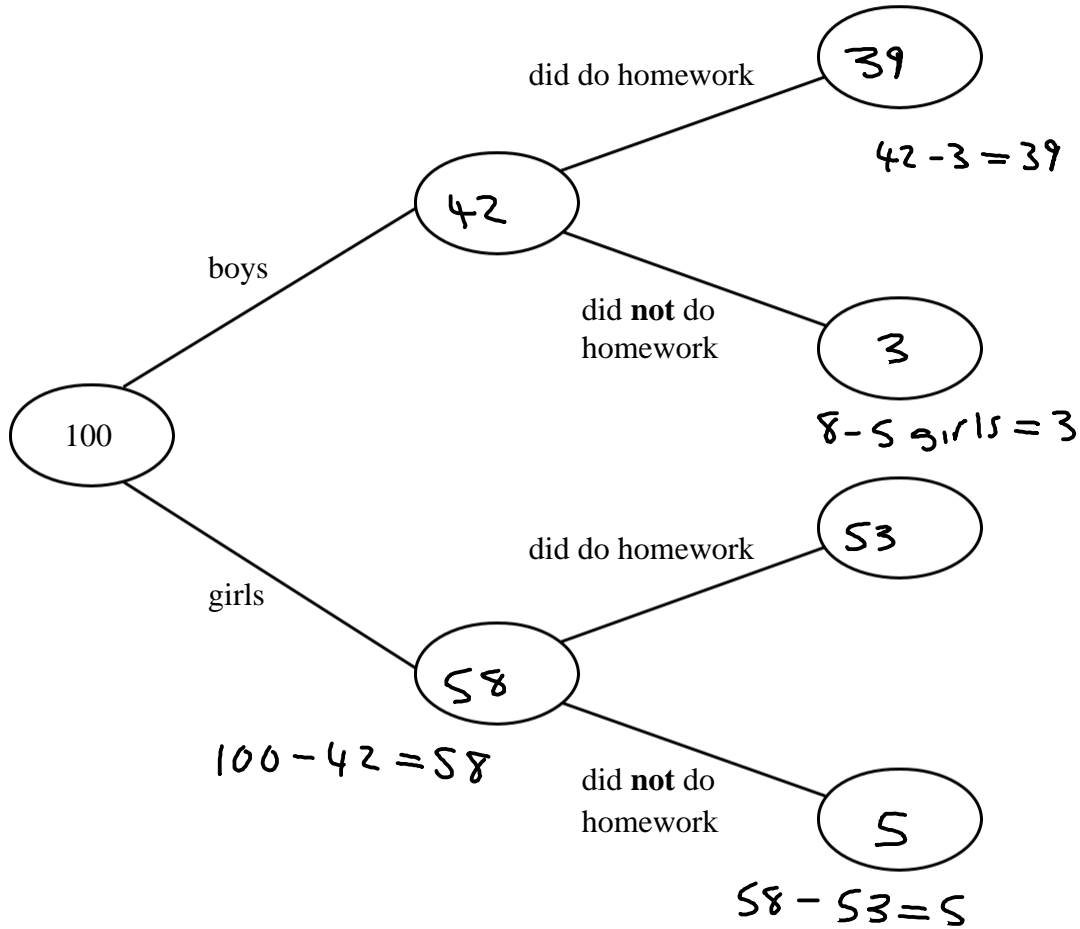 39
did do homework
42 - 3 = 39
42
boys
did not do
homework
3
100
8 - 5 girls = 3
53
did do homework
girls
58
100 - 42 = 58
did not do
homework
5
58 - 53 = 5